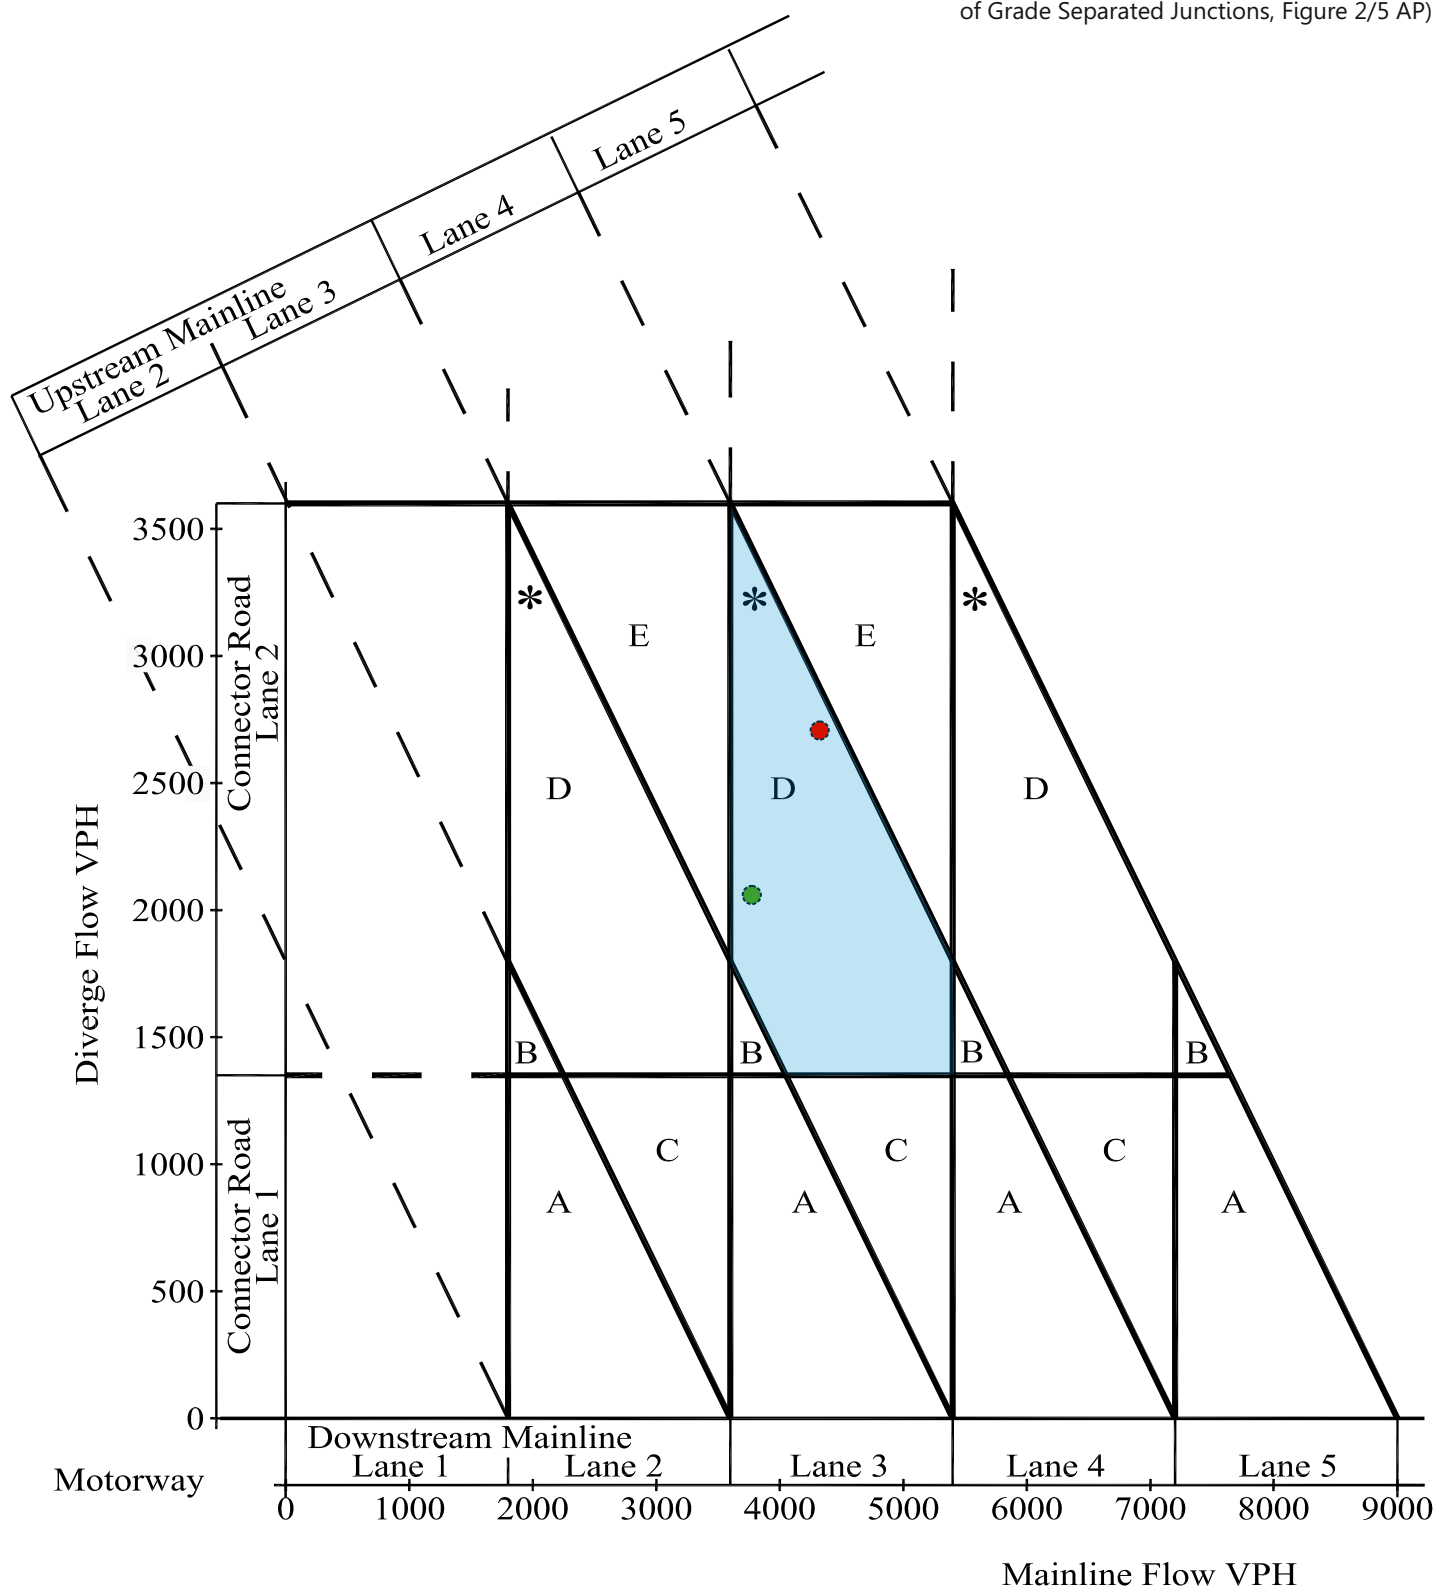 of Grade Separated Junctions, Figure 2/5 AP)
Upstream Mainline
Lane 2
Lane 3
Lane 4
Lane 5
3500
3000
2500
2000
1500
1000
500
0
Diverge Flow VPH
Connector Road
Lane 2
Connector Road
Lane 1
*
*
*
E
E
D
D
D
B
B
B
B
C
C
C
A
A
A
A
Downstream Mainline
Motorway
Lane 1
Lane 2
Lane 3
Lane 4
Lane 5
0
1000
2000
3000
4000
5000
6000
7000
8000
9000
Mainline Flow VPH